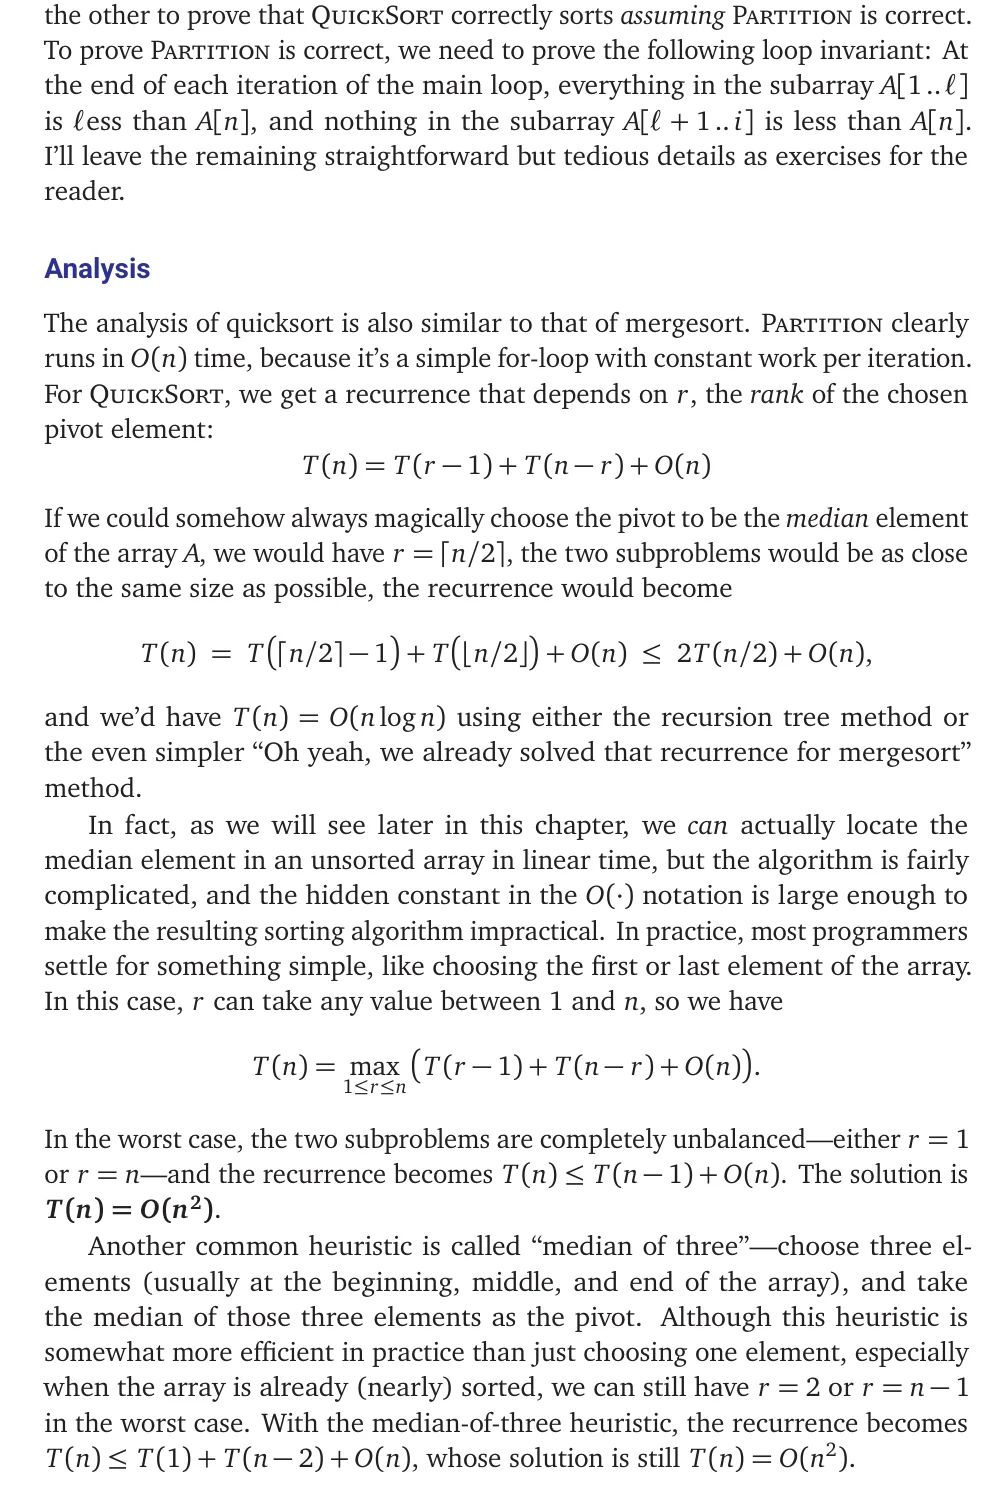 the other to prove that QUICKSORT correctly sorts assuming PARTITION is correct.
To prove PARTITION is correct, we need to prove the following loop invariant: At
the end of each iteration of the main loop, everything in the subarray A[1 .. ℓ]
is ℓess than A[n], and nothing in the subarray A[ℓ + 1 .. i] is less than A[n].
I’ll leave the remaining straightforward but tedious details as exercises for the
reader.
Analysis
The analysis of quicksort is also similar to that of mergesort. PARTITION clearly
runs in O(n) time, because it’s a simple for-loop with constant work per iteration.
For QUICKSORT, we get a recurrence that depends on r, the rank of the chosen
pivot element:
T(n) = T(r − 1) + T(n − r) + O(n)
If we could somehow always magically choose the pivot to be the median element
of the array A, we would have r = ⌈n/2⌉, the two subproblems would be as close
to the same size as possible, the recurrence would become
T(n) = T(⌈n/2⌉ − 1) + T(⌊n/2⌋) + O(n) ≤ 2T(n/2) + O(n),
and we’d have T(n) = O(n log n) using either the recursion tree method or
the even simpler “Oh yeah, we already solved that recurrence for mergesort”
method.
In fact, as we will see later in this chapter, we can actually locate the
median element in an unsorted array in linear time, but the algorithm is fairly
complicated, and the hidden constant in the O(·) notation is large enough to
make the resulting sorting algorithm impractical. In practice, most programmers
settle for something simple, like choosing the first or last element of the array.
In this case, r can take any value between 1 and n, so we have
T(n) = max (T(r − 1) + T(n − r) + O(n)).
1≤r≤n
In the worst case, the two subproblems are completely unbalanced—either r = 1
or r = n—and the recurrence becomes T(n) ≤ T(n − 1) + O(n). The solution is
T(n) = O(n²).
Another common heuristic is called “median of three”—choose three el-
ements (usually at the beginning, middle, and end of the array), and take
the median of those three elements as the pivot. Although this heuristic is
somewhat more efficient in practice than just choosing one element, especially
when the array is already (nearly) sorted, we can still have r = 2 or r = n − 1
in the worst case. With the median-of-three heuristic, the recurrence becomes
T(n) ≤ T(1) + T(n − 2) + O(n), whose solution is still T(n) = O(n²).